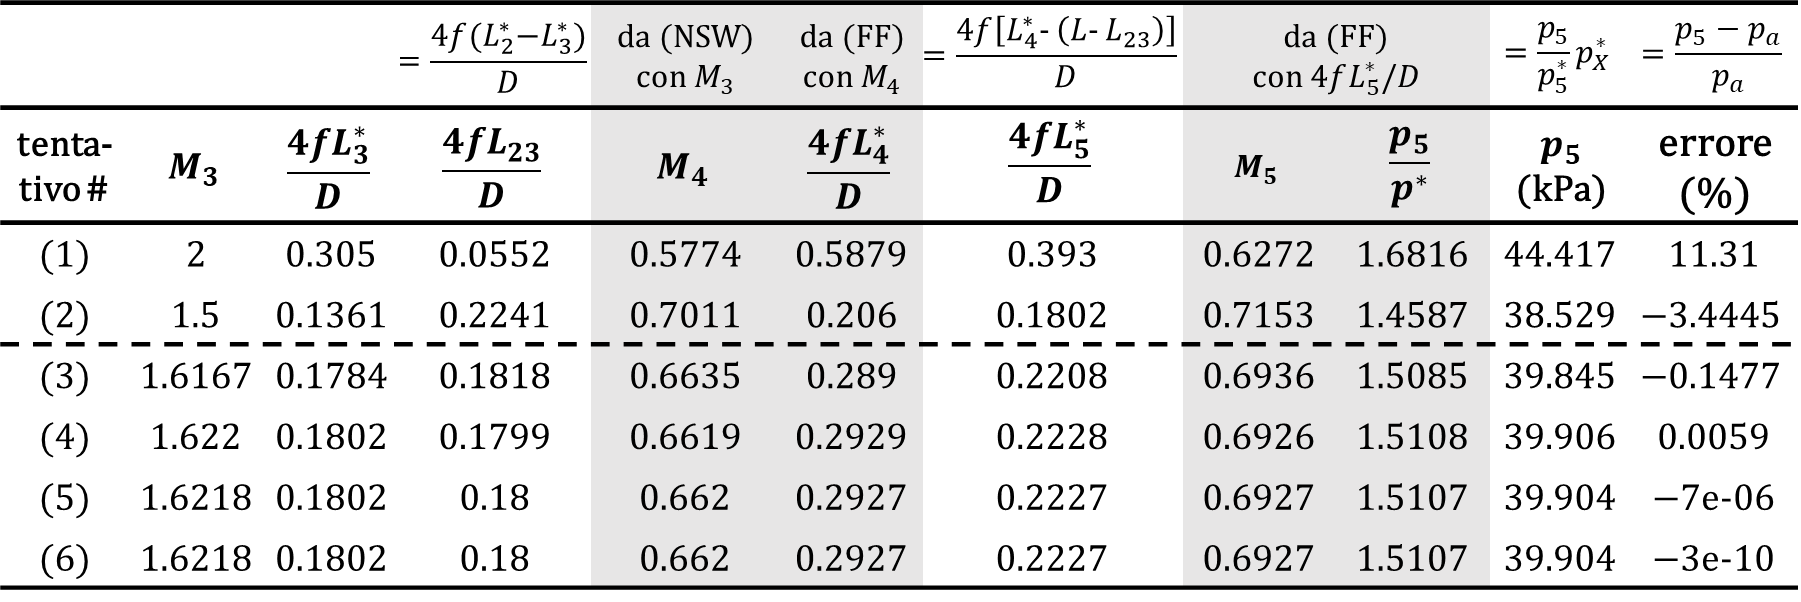 = 4f(L₂*−L₃*)/D da (NSW) con M₃ da (FF) con M₄ = 4f[L₄*- (L- L₂₃)]/D da (FF) con 4fL₅*/D = p₅/p₅* pₓ* = (p₅ − pₐ)/pₐ
tenta-tivo # M₃ 4fL₃*/D 4fL₂₃/D M₄ 4fL₄*/D 4fL₅*/D M₅ p₅/p* p₅ (kPa) errore (%)
(1) 2 0.305 0.0552 0.5774 0.5879 0.393 0.6272 1.6816 44.417 11.31
(2) 1.5 0.1361 0.2241 0.7011 0.206 0.1802 0.7153 1.4587 38.529 −3.4445
(3) 1.6167 0.1784 0.1818 0.6635 0.289 0.2208 0.6936 1.5085 39.845 −0.1477
(4) 1.622 0.1802 0.1799 0.6619 0.2929 0.2228 0.6926 1.5108 39.906 0.0059
(5) 1.6218 0.1802 0.18 0.662 0.2927 0.2227 0.6927 1.5107 39.904 −7e-06
(6) 1.6218 0.1802 0.18 0.662 0.2927 0.2227 0.6927 1.5107 39.904 −3e-10